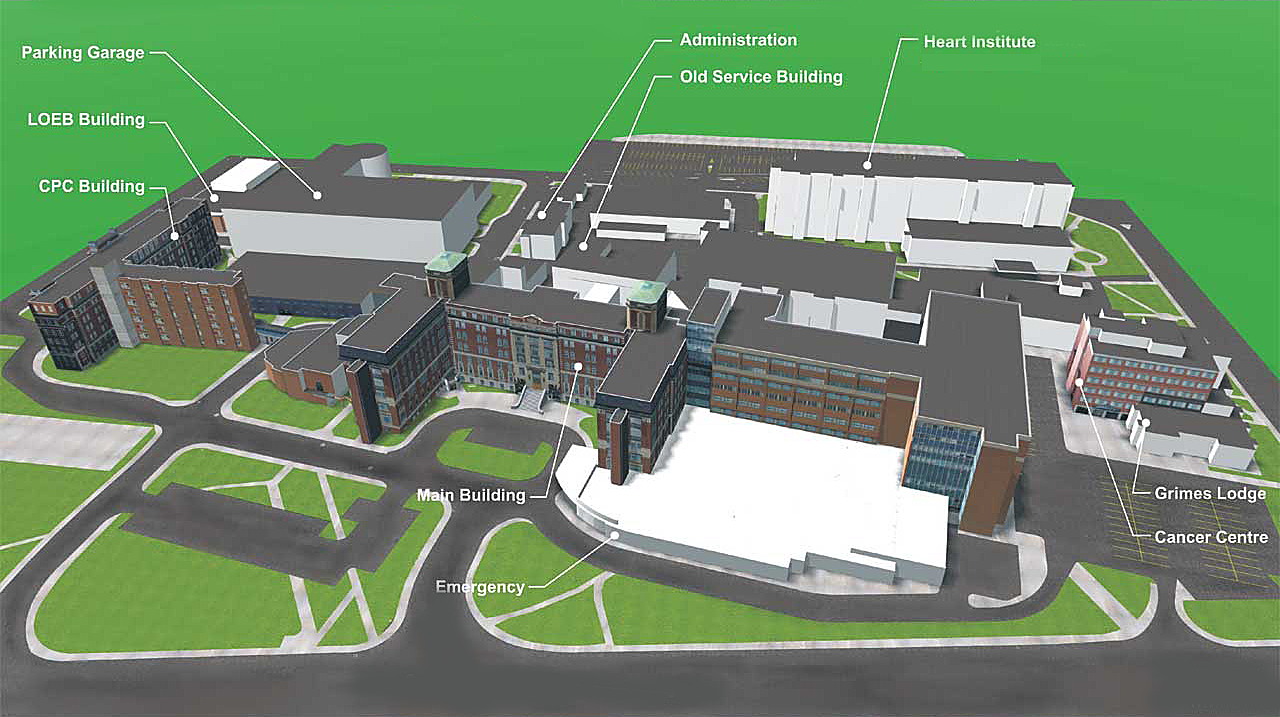 Parking Garage
LOEB Building
CPC Building
Administration
Old Service Building
Heart Institute
Main Building
Emergency
Grimes Lodge
Cancer Centre